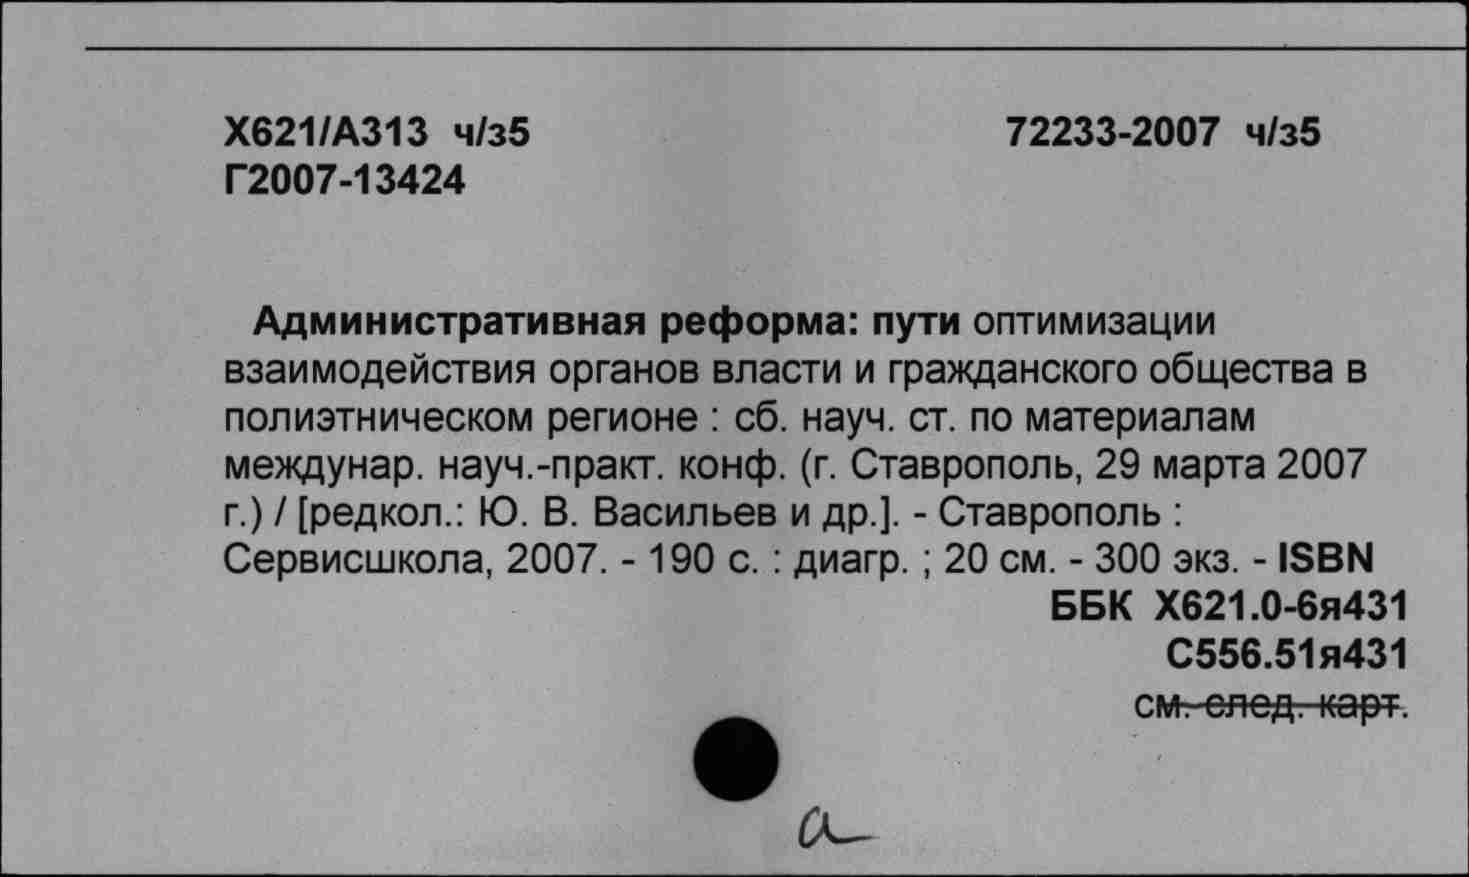 Х621/А313 ч/з5 72233-2007 ч/з5
Г2007-13424
Административная реформа: пути оптимизации
взаимодействия органов власти и гражданского общества в
полиэтническом регионе : сб. науч. ст. по материалам
междунар. науч.-практ. конф. (г. Ставрополь, 29 марта 2007
г.) / [редкол.: Ю. В. Васильев и др.]. - Ставрополь :
Сервисшкола, 2007. - 190 с. : диагр. ; 20 см. - 300 экз. - ISBN
ББК Х621.0-6я431
С556.51я431
см. след. карт.
а